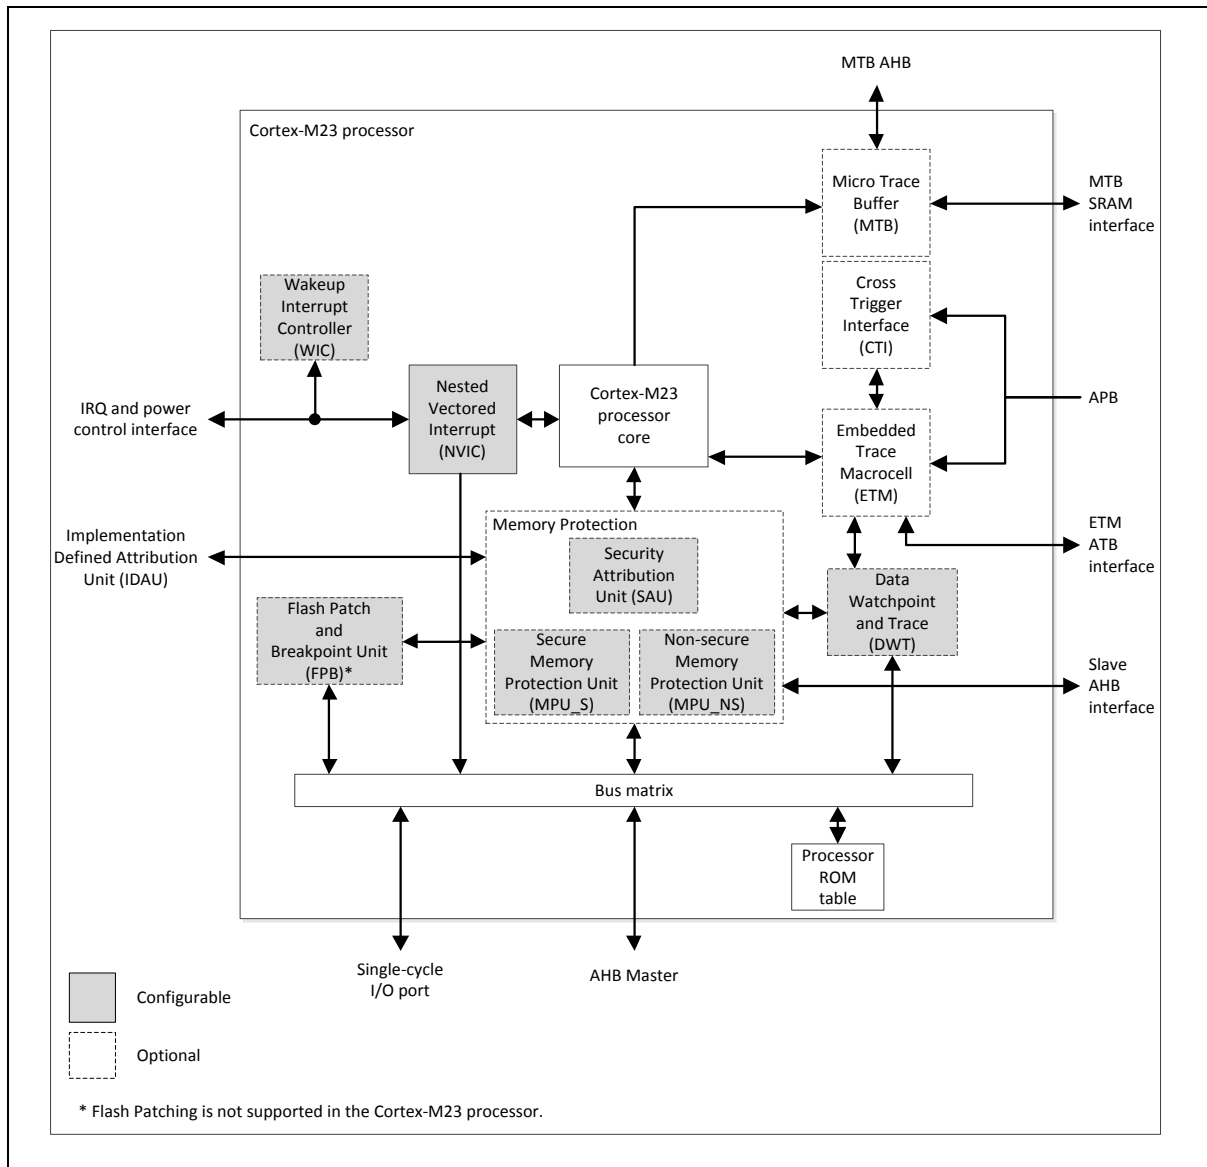 MTB AHB
Cortex-M23 processor
Micro Trace
Buffer
(MTB)
MTB
SRAM
interface
Wakeup
Interrupt
Controller
(WIC)
Cross
Trigger
Interface
(CTI)
IRQ and power
control interface
Nested
Vectored
Interrupt
(NVIC)
Cortex-M23
processor
core
APB
Embedded
Trace
Macrocell
(ETM)
Implementation
Defined Attribution
Unit (IDAU)
Memory Protection
Security
Attribution
Unit (SAU)
ETM
ATB
interface
Flash Patch
and
Breakpoint Unit
(FPB)*
Data
Watchpoint
and Trace
(DWT)
Secure
Memory
Protection Unit
(MPU_S)
Non-secure
Memory
Protection Unit
(MPU_NS)
Slave
AHB
interface
Bus matrix
Processor
ROM
table
Single-cycle
I/O port
AHB Master
Configurable
Optional
* Flash Patching is not supported in the Cortex-M23 processor.